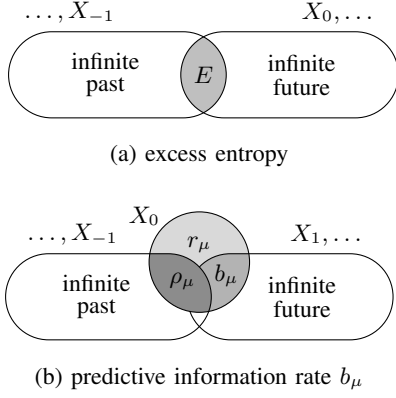 …, X₋₁ X₀, …
infinite past E infinite future
(a) excess entropy
X₀
…, X₋₁ r_μ X₁, …
infinite past ρ_μ b_μ infinite future
(b) predictive information rate b_μ